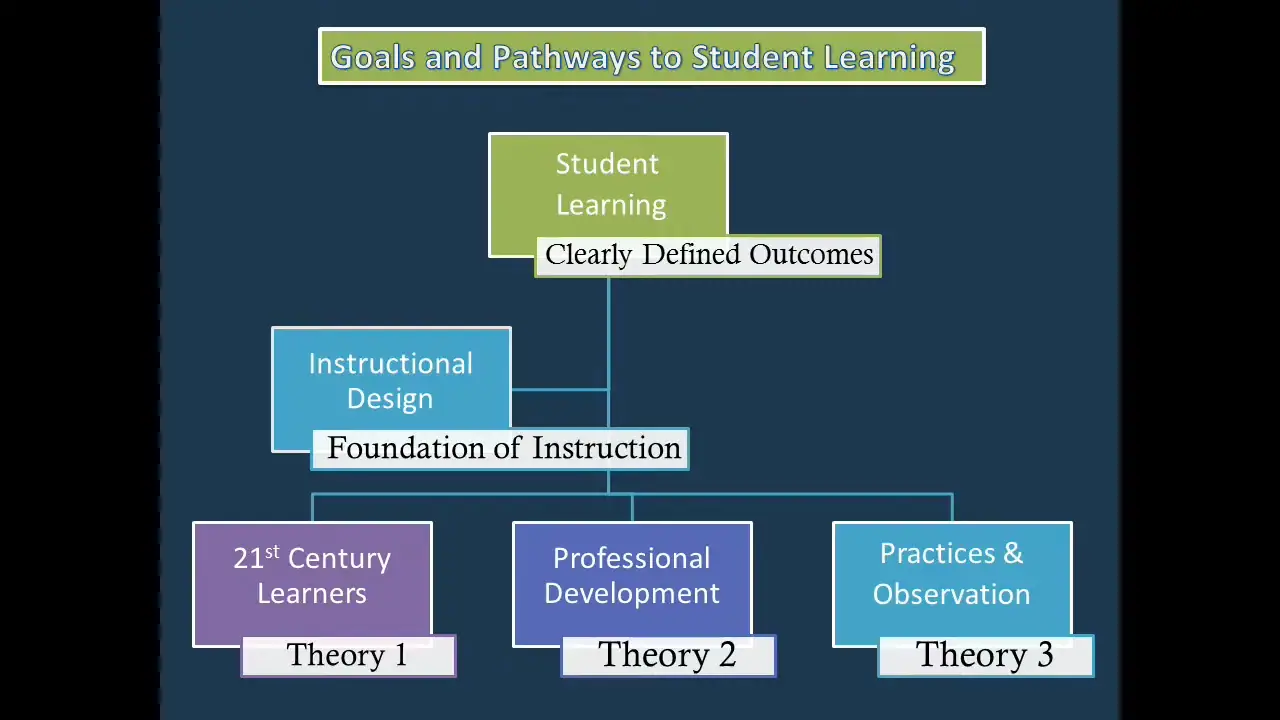 Goals and Pathways to Student Learning
Student
Learning
Clearly Defined Outcomes
Instructional
Design
Foundation of Instruction
21st Century
Learners
Theory 1
Professional
Development
Theory 2
Practices &
Observation
Theory 3